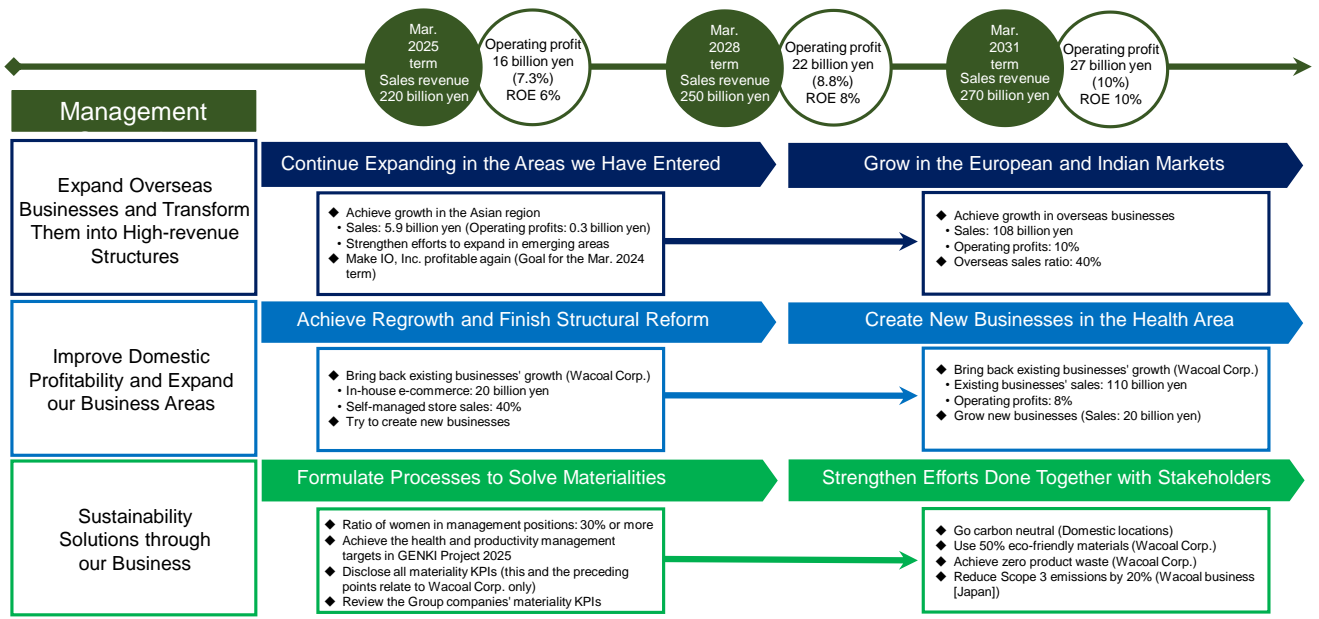 Mar.
2025
term
Sales revenue
220 billion yen
Operating profit
16 billion yen
(7.3%)
ROE 6%
Mar.
2028
term
Sales revenue
250 billion yen
Operating profit
22 billion yen
(8.8%)
ROE 8%
Mar.
2031
term
Sales revenue
270 billion yen
Operating profit
27 billion yen
(10%)
ROE 10%
Management
Expand Overseas
Businesses and Transform
Them into High-revenue
Structures
Continue Expanding in the Areas we Have Entered
◆ Achieve growth in the Asian region
• Sales: 5.9 billion yen (Operating profits: 0.3 billion yen)
• Strengthen efforts to expand in emerging areas
◆ Make IO, Inc. profitable again (Goal for the Mar. 2024
term)
Grow in the European and Indian Markets
◆ Achieve growth in overseas businesses
• Sales: 108 billion yen
• Operating profits: 10%
◆ Overseas sales ratio: 40%
Improve Domestic
Profitability and Expand
our Business Areas
Achieve Regrowth and Finish Structural Reform
◆ Bring back existing businesses' growth (Wacoal Corp.)
• In-house e-commerce: 20 billion yen
• Self-managed store sales: 40%
◆ Try to create new businesses
Create New Businesses in the Health Area
◆ Bring back existing businesses' growth (Wacoal Corp.)
• Existing businesses' sales: 110 billion yen
• Operating profits: 8%
◆ Grow new businesses (Sales: 20 billion yen)
Sustainability
Solutions through
our Business
Formulate Processes to Solve Materialities
◆ Ratio of women in management positions: 30% or more
◆ Achieve the health and productivity management
targets in GENKI Project 2025
◆ Disclose all materiality KPIs (this and the preceding
points relate to Wacoal Corp. only)
◆ Review the Group companies' materiality KPIs
Strengthen Efforts Done Together with Stakeholders
◆ Go carbon neutral (Domestic locations)
◆ Use 50% eco-friendly materials (Wacoal Corp.)
◆ Achieve zero product waste (Wacoal Corp.)
◆ Reduce Scope 3 emissions by 20% (Wacoal business
[Japan])